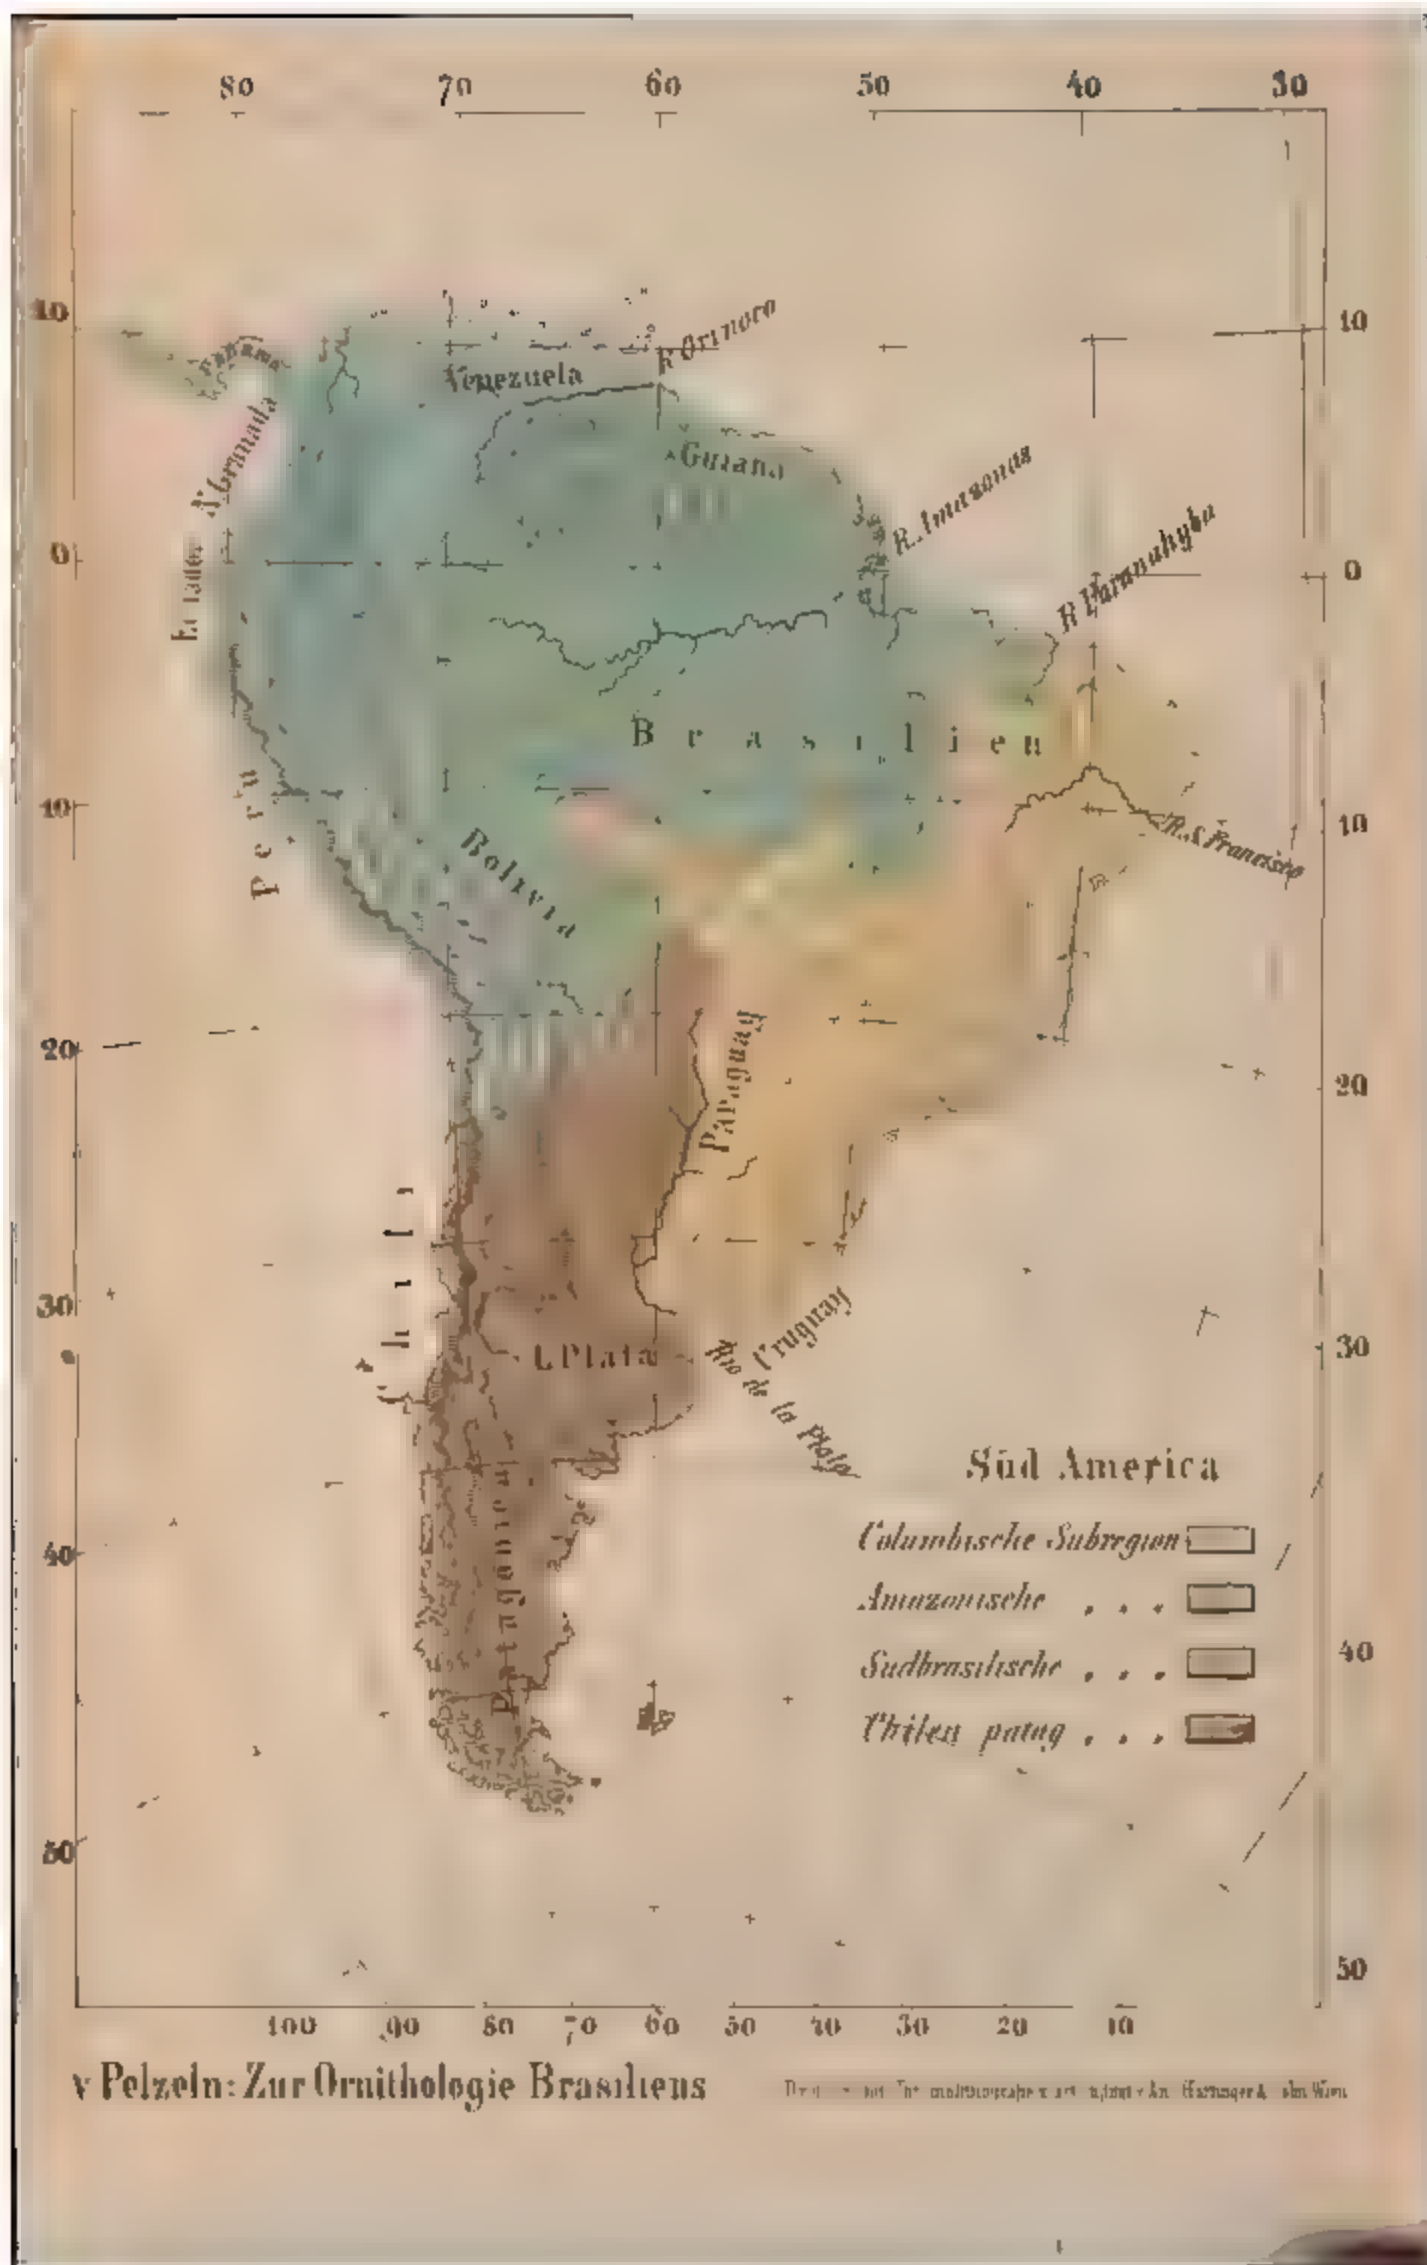 80 70 60 50 40 30
10
10
Panama
Venezuela
R Orinoco
N Granada
Guiana
R. Amazonas
0
0
R Paranahyba
Brasilien
Peru
10
10
R. S. Francisco
Bolivia
20
20
Paraguay
Chili
30
30
L Plata
Uruguay
Rio de la Plata
Patagonien
40
40
50
50
Süd America
Columbische Subregion
Amazonische . . .
Sudbrasilische . . .
Chilen patag . . .
100 90 80 70 60 50 40 30 20 10
v Pelzeln: Zur Ornithologie Brasiliens